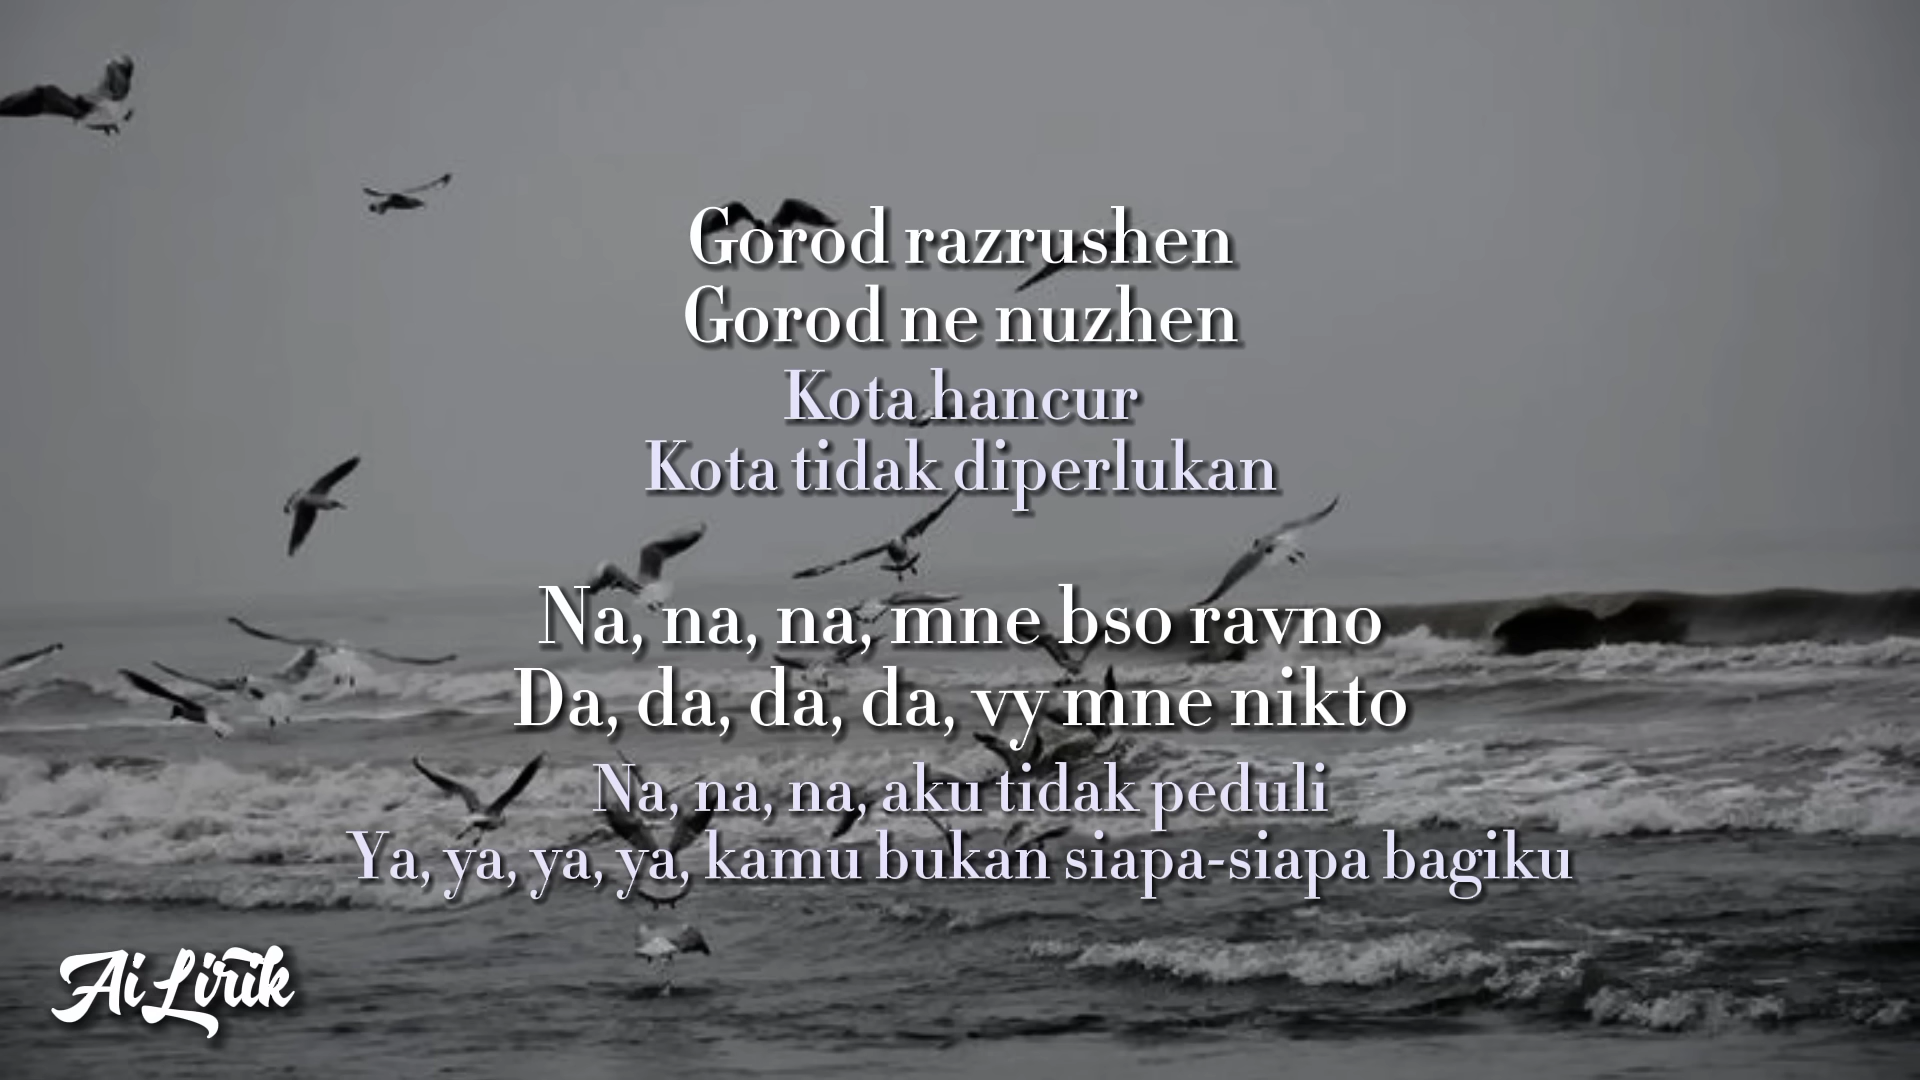 Gorod razrushen
Gorod ne nuzhen
Kota hancur
Kota tidak diperlukan
Na, na, na, mne bso ravno
Da, da, da, da, vy mne nikto
Na, na, na, aku tidak peduli
Ya, ya, ya, ya, kamu bukan siapa-siapa bagiku
Ai Lirik